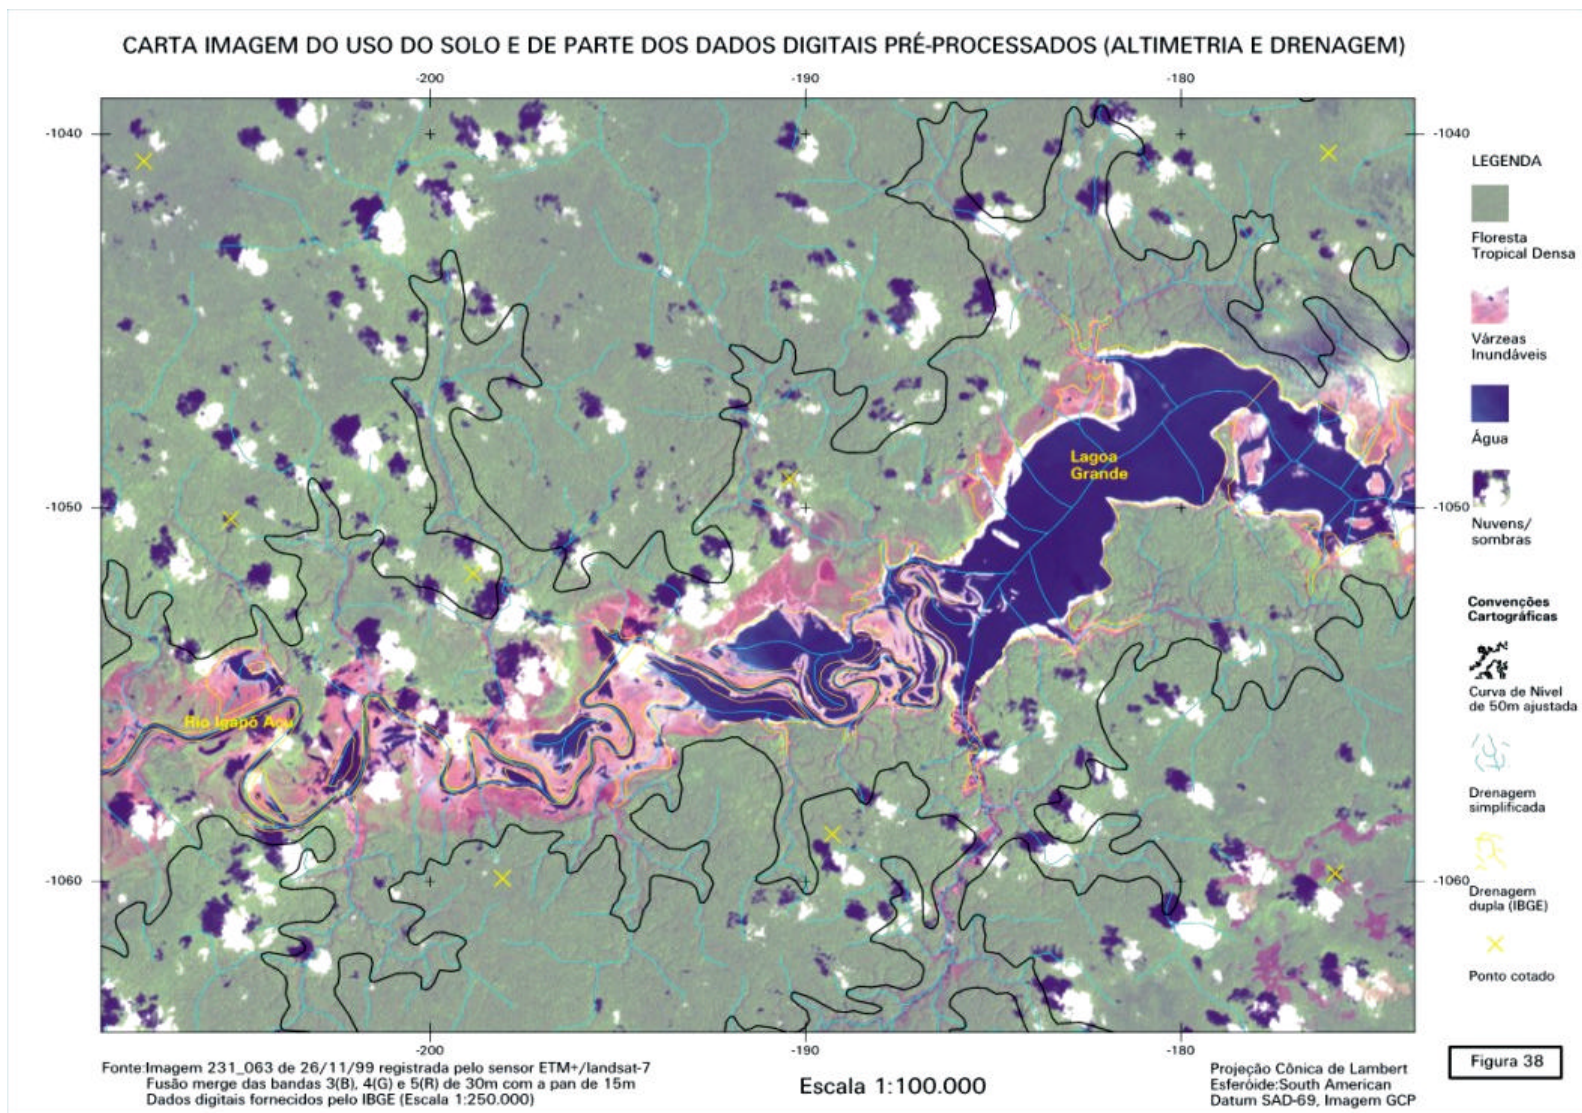 CARTA IMAGEM DO USO DO SOLO E DE PARTE DOS DADOS DIGITAIS PRÉ-PROCESSADOS (ALTIMETRIA E DRENAGEM)
-200
-190
-180
-1040
-1040
LEGENDA
Floresta
Tropical Densa
Várzeas
Inundáveis
Água
Lagoa
Grande
-1050
-1050
Nuvens/
sombras
Convenções
Cartográficas
Curva de Nível
de 50m ajustada
Rio Igapó Açu
Drenagem
simplificada
-1060
-1060
Drenagem
dupla (IBGE)
Ponto cotado
-200
-190
-180
Fonte:Imagem 231_063 de 26/11/99 registrada pelo sensor ETM+/landsat-7
Fusão merge das bandas 3(B), 4(G) e 5(R) de 30m com a pan de 15m
Dados digitais fornecidos pelo IBGE (Escala 1:250.000)
Escala 1:100.000
Projeção Cônica de Lambert
Esferóide:South American
Datum SAD-69, Imagem GCP
Figura 38